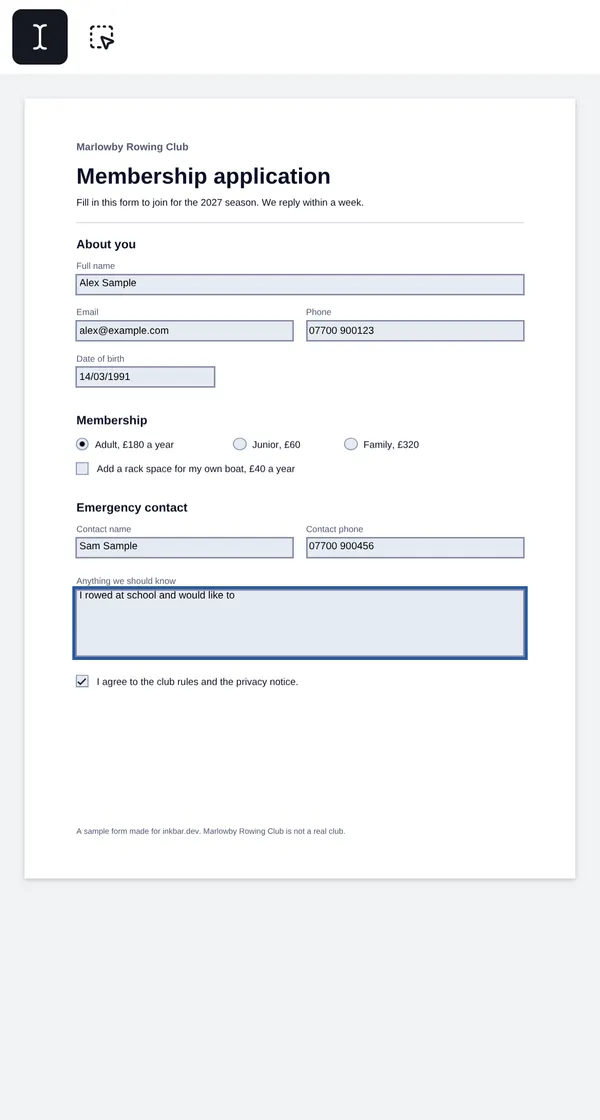 Marlowby Rowing Club
Membership application
Fill in this form to join for the 2027 season. We reply within a week.
About you
Full name
Alex Sample
Email
Phone
alex@example.com
07700 900123
Date of birth
14/03/1991
Membership
Adult, £180 a year
Junior, £60
Family, £320
Add a rack space for my own boat, £40 a year
Emergency contact
Contact name
Contact phone
Sam Sample
07700 900456
Anything we should know
I rowed at school and would like to
I agree to the club rules and the privacy notice.
A sample form made for inkbar.dev. Marlowby Rowing Club is not a real club.